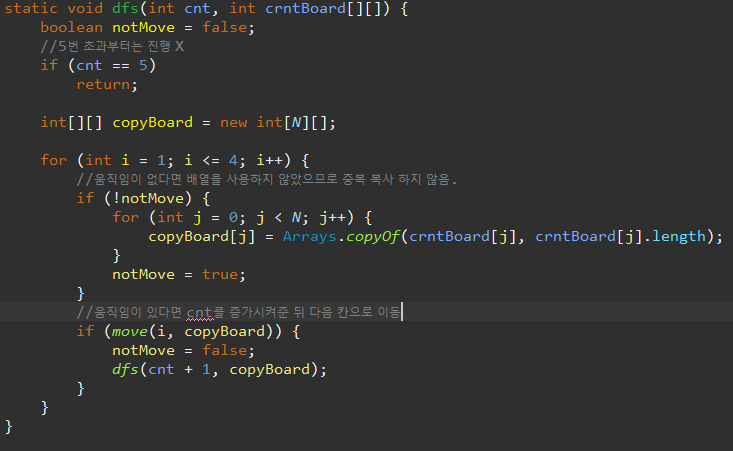 static void dfs(int cnt, int crntBoard[][]) {
boolean notMove = false;
//5번 초과부터는 진행 X
if (cnt == 5)
return;
int[][] copyBoard = new int[N][];
for (int i = 1; i <= 4; i++) {
//움직임이 없다면 배열을 사용하지 않았으므로 중복 복사 하지 않음.
if (!notMove) {
for (int j = 0; j < N; j++) {
copyBoard[j] = Arrays.copyOf(crntBoard[j], crntBoard[j].length);
}
notMove = true;
}
//움직임이 있다면 cnt를 증가시켜준 뒤 다음 칸으로 이동
if (move(i, copyBoard)) {
notMove = false;
dfs(cnt + 1, copyBoard);
}
}
}